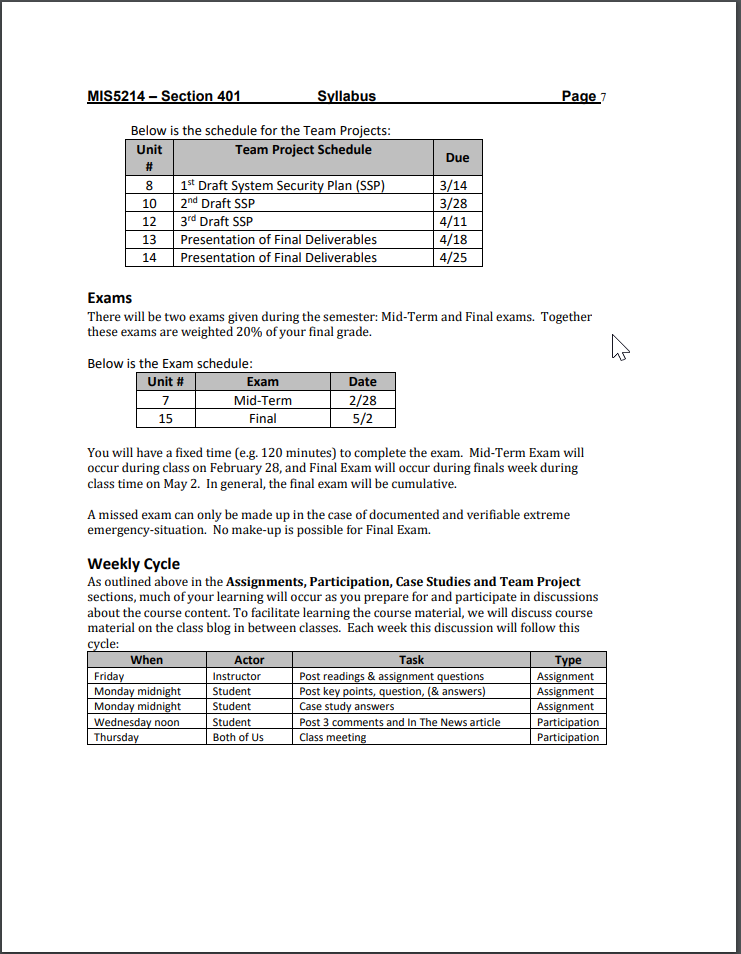 MIS5214 – Section 401 Syllabus Page 7
Below is the schedule for the Team Projects:
Unit # Team Project Schedule Due
8 1st Draft System Security Plan (SSP) 3/14
10 2nd Draft SSP 3/28
12 3rd Draft SSP 4/11
13 Presentation of Final Deliverables 4/18
14 Presentation of Final Deliverables 4/25
Exams
There will be two exams given during the semester: Mid-Term and Final exams. Together
these exams are weighted 20% of your final grade.
Below is the Exam schedule:
Unit # Exam Date
7 Mid-Term 2/28
15 Final 5/2
You will have a fixed time (e.g. 120 minutes) to complete the exam. Mid-Term Exam will
occur during class on February 28, and Final Exam will occur during finals week during
class time on May 2. In general, the final exam will be cumulative.
A missed exam can only be made up in the case of documented and verifiable extreme
emergency-situation. No make-up is possible for Final Exam.
Weekly Cycle
As outlined above in the Assignments, Participation, Case Studies and Team Project
sections, much of your learning will occur as you prepare for and participate in discussions
about the course content. To facilitate learning the course material, we will discuss course
material on the class blog in between classes. Each week this discussion will follow this
cycle:
When Actor Task Type
Friday Instructor Post readings & assignment questions Assignment
Monday midnight Student Post key points, question, (& answers) Assignment
Monday midnight Student Case study answers Assignment
Wednesday noon Student Post 3 comments and In The News article Participation
Thursday Both of Us Class meeting Participation